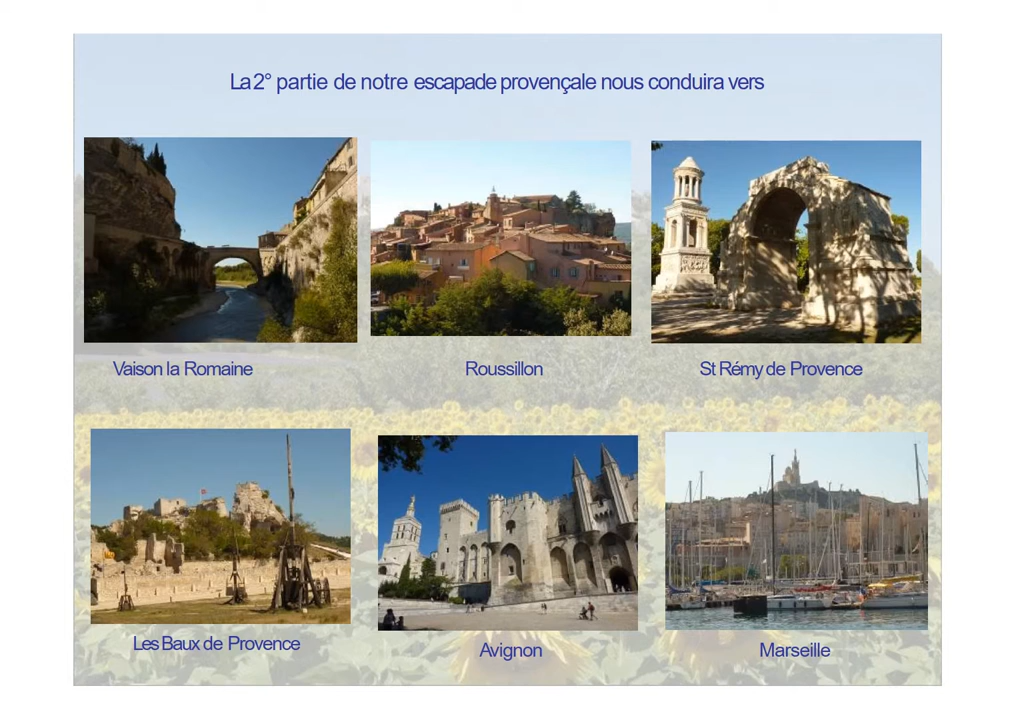 La 2° partie de notre escapade provençale nous conduira vers
Vaison la Romaine
Roussillon
St Rémy de Provence
Les Baux de Provence
Avignon
Marseille